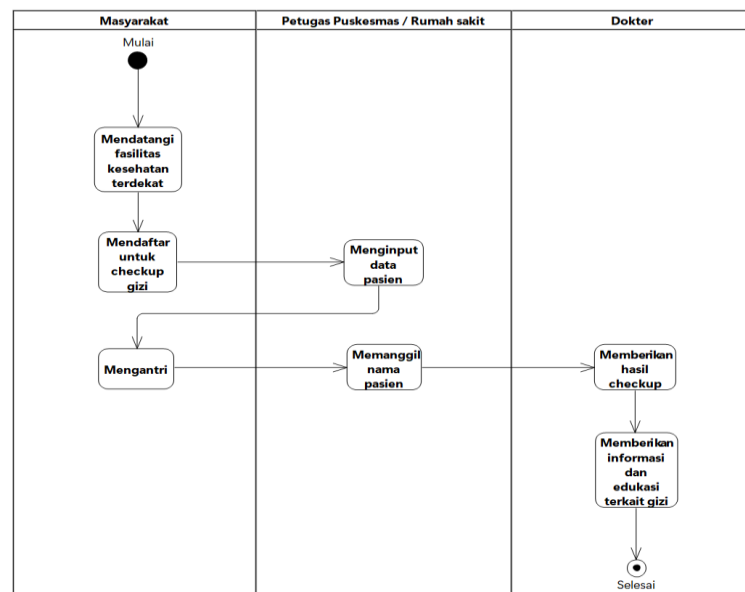 Masyarakat
Petugas Puskesmas / Rumah sakit
Dokter
Mulai
Mendatangi
fasilitas
kesehatan
terdekat
Mendaftar
untuk
checkup
gizi
Menginput
data
pasien
Mengantri
Memanggil
nama
pasien
Memberikan
hasil
checkup
Memberikan
informasi
dan
edukasi
terkait gizi
Selesai